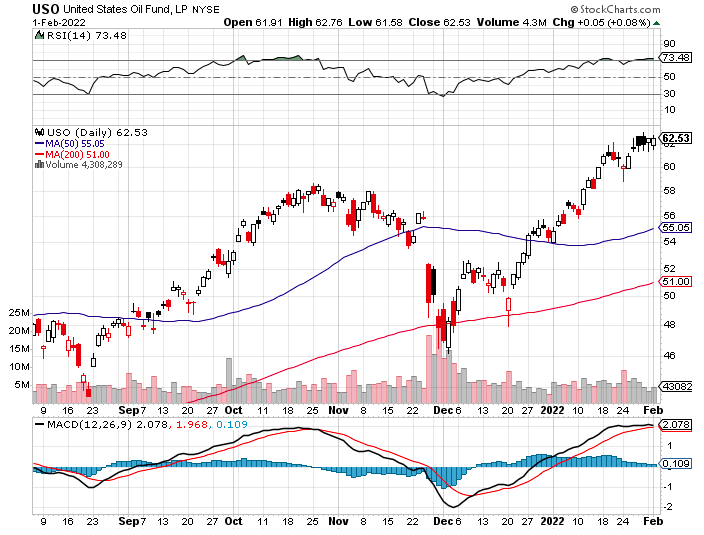 USO United States Oil Fund, LP NYSE © StockCharts.com
1-Feb-2022 Open 61.91 High 62.76 Low 61.58 Close 62.53 Volume 4.3M Chg +0.05 (+0.08%)
RSI(14) 73.48
90
73.48
50
30
10
USO (Daily) 62.53
MA(50) 55.05
MA(200) 51.00
Volume 4,308,289
62.53
62
60
58
56
55.05
54
52
51.00
50
48
46
43082
25M
20M
15M
10M
5M
9 16 23 Sep 7 13 20 27 Oct 11 18 25 Nov 8 15 22 Dec 6 13 20 27 2022 10 18 24 Feb
MACD(12,26,9) 2.078, 1.968, 0.109
2.078
1
0.109
-1
-2
9 16 23 Sep 7 13 20 27 Oct 11 18 25 Nov 8 15 22 Dec 6 13 20 27 2022 10 18 24 Feb